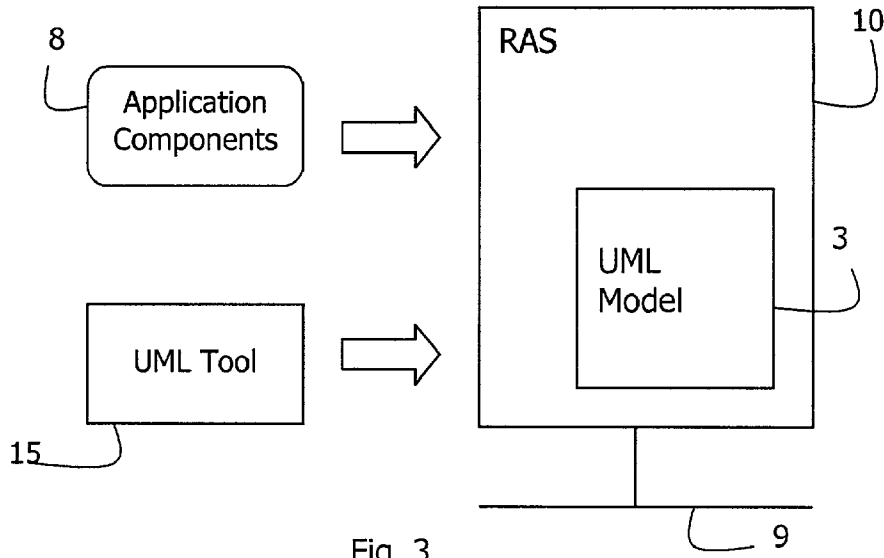 8
Application
Components
RAS
10
UML
Model
3
UML Tool
15
9
Fig. 3